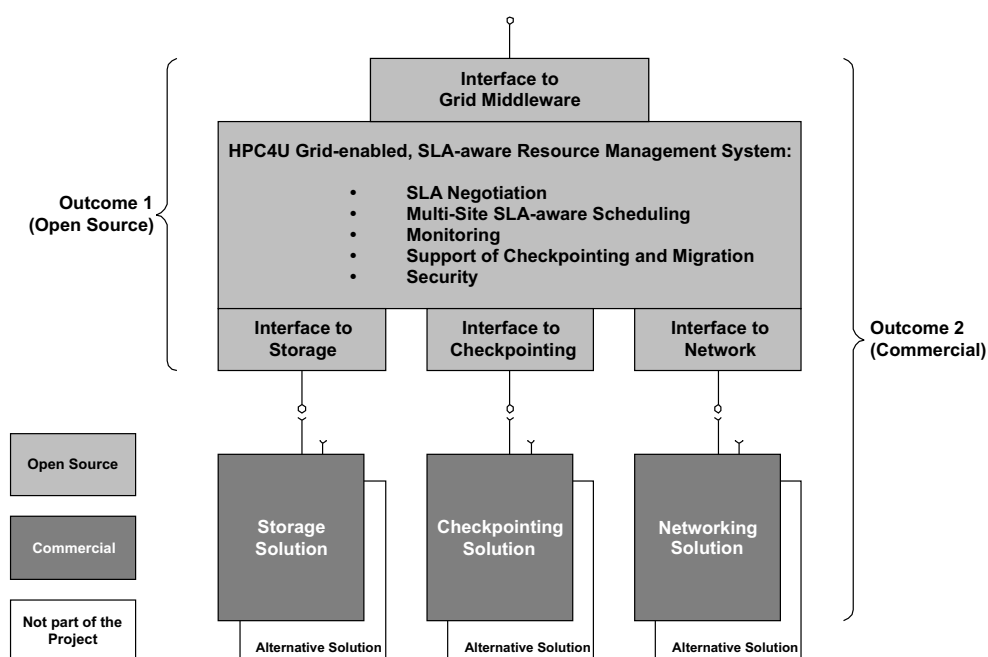 Interface to
Grid Middleware
HPC4U Grid-enabled, SLA-aware Resource Management System:
• SLA Negotiation
• Multi-Site SLA-aware Scheduling
• Monitoring
• Support of Checkpointing and Migration
• Security
Outcome 1
(Open Source)
Interface to
Storage
Interface to
Checkpointing
Interface to
Network
Outcome 2
(Commercial)
Open Source
Commercial
Not part of the
Project
Storage
Solution
Checkpointing
Solution
Networking
Solution
Alternative Solution
Alternative Solution
Alternative Solution